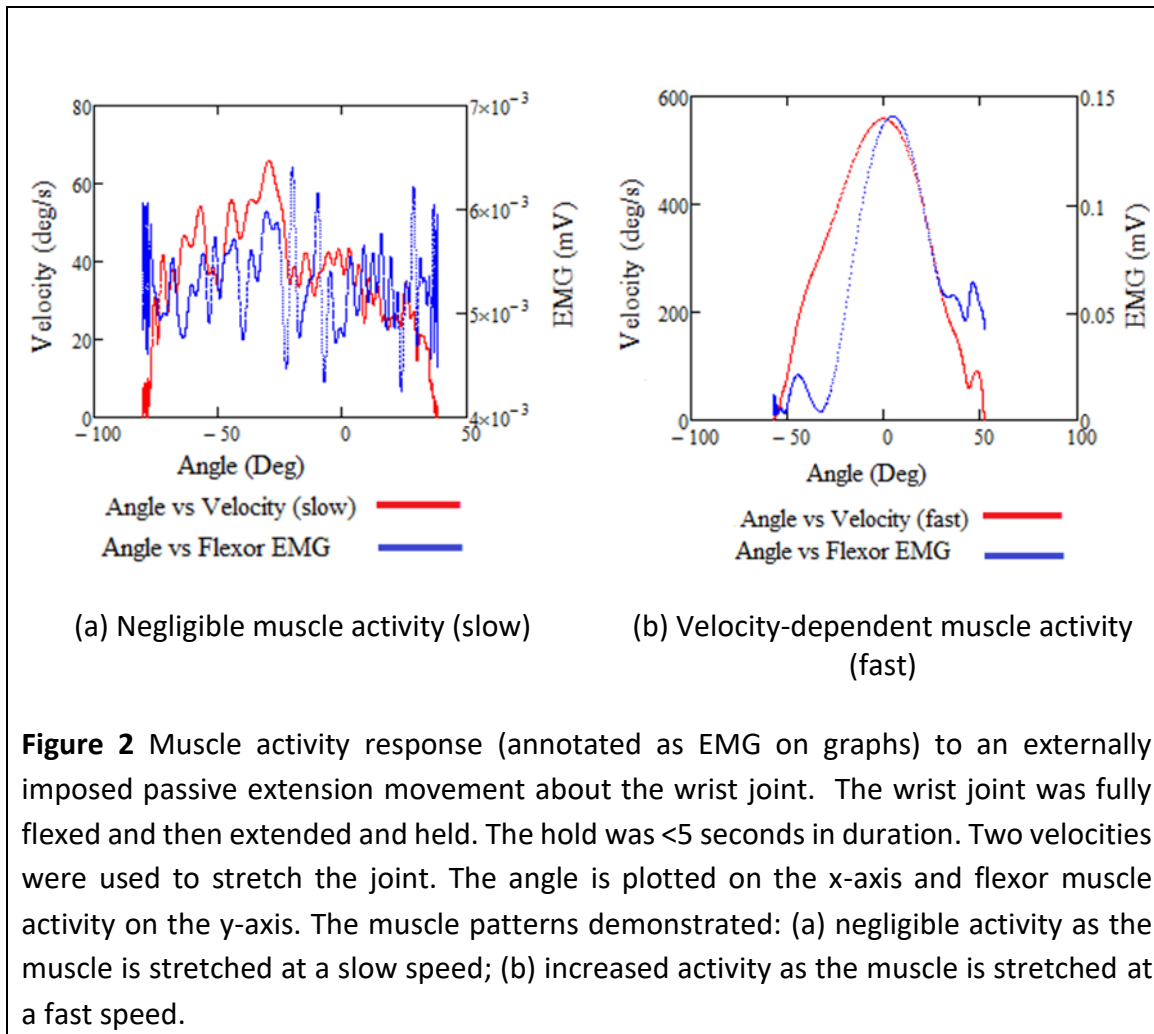 80
60
40
20
0
Velocity (deg/s)
7×10⁻³
6×10⁻³
5×10⁻³
4×10⁻³
EMG (mV)
−100
−50
0
50
Angle (Deg)
Angle vs Velocity (slow)
Angle vs Flexor EMG
600
400
200
0
Velocity (deg/s)
0.15
0.1
0.05
0
EMG (mV)
−100
−50
0
50
100
Angle (Deg)
Angle vs Velocity (fast)
Angle vs Flexor EMG
(a) Negligible muscle activity (slow)
(b) Velocity-dependent muscle activity
(fast)
Figure 2 Muscle activity response (annotated as EMG on graphs) to an externally
imposed passive extension movement about the wrist joint. The wrist joint was fully
flexed and then extended and held. The hold was <5 seconds in duration. Two velocities
were used to stretch the joint. The angle is plotted on the x-axis and flexor muscle
activity on the y-axis. The muscle patterns demonstrated: (a) negligible activity as the
muscle is stretched at a slow speed; (b) increased activity as the muscle is stretched at
a fast speed.